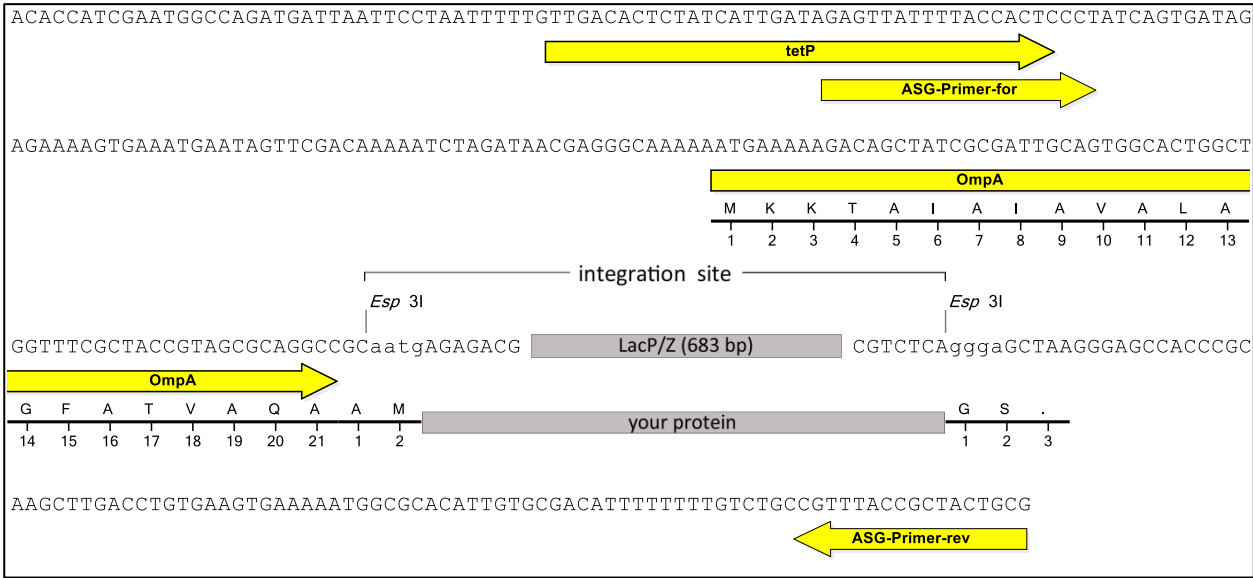 ACACCATCGAATGGCCAGATGATTAATTCCTAATTTTTGTTGACACTCTATCATTGATAGAGTTATTTTACCACTCCCTATCAGTGATAG
tetP
ASG-Primer-for
AGAAAAGTGAAATGAATAGTTCGACAAAAATCTAGATAACGAGGGCAAAAAATGAAAAAGACAGCTATCGCGATTGCAGTGGCACTGGCT
OmpA
M K K T A I A I A V A L A
1 2 3 4 5 6 7 8 9 10 11 12 13
integration site
Esp 3I Esp 3I
GGTTTCGCTACCGTAGCGCAGGCCGCaatgAGAGACG LacP/Z (683 bp) CGTCTCAgggaGCTAAGGGAGCCACCCGC
OmpA
G F A T V A Q A A M your protein G S .
14 15 16 17 18 19 20 21 1 2 1 2 3
AAGCTTGACCTGTGAAGTGAAAAATGGCGCACATTGTGCGACATTTTTTTTGTCTGCCGTTTACCGCTACTGCG
ASG-Primer-rev